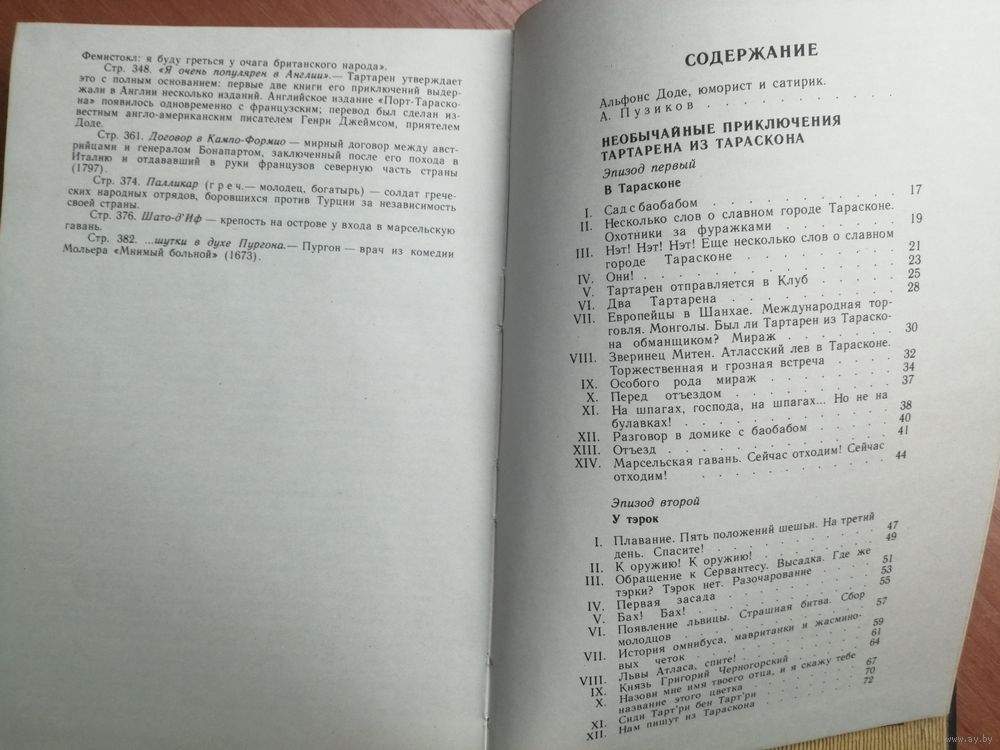 Фемистокл: я буду греться у очага британского народа».
Стр. 348. «Я очень популярен в Англии».— Тартарен утверждает
это с полным основанием: первые две книги его приключений выдер-
жали в Англии несколько изданий. Английское издание «Порт-Тараско-
на» появилось одновременно с французским; перевод был сделан из-
вестным англо-американским писателем Генри Джеймсом, приятелем
Доде.
Стр. 361. Договор в Кампо-Формио — мирный договор между авст-
рийцами и генералом Бонапартом, заключенный после его похода в
Италию и отдававший в руки французов северную часть страны
(1797).
Стр. 374. Палликар (греч.— молодец, богатырь) — солдат грече-
ских народных отрядов, боровшихся против Турции за независимость
своей страны.
Стр. 376. Шато-д'Иф — крепость на острове у входа в марсельскую
гавань.
Стр. 382. ...шутки в духе Пургона.— Пургон — врач из комедии
Мольера «Мнимый больной» (1673).
СОДЕРЖАНИЕ
Альфонс Доде, юморист и сатирик.
А. Пузиков . . . . . . . . . .
НЕОБЫЧАЙНЫЕ ПРИКЛЮЧЕНИЯ
ТАРТАРЕНА ИЗ ТАРАСКОНА
Эпизод первый
В Тарасконе
I. Сад с баобабом . . . . . . . 17
II. Несколько слов о славном городе Тарасконе.
Охотники за фуражками . . . . . 19
III. Нэт! Нэт! Нэт! Еще несколько слов о славном
городе Тарасконе . . . . . . 21
IV. Они! . . . . . . . . . . 23
V. Тартарен отправляется в Клуб . . . . 25
VI. Два Тартарена . . . . . . . 28
VII. Европейцы в Шанхае. Международная тор-
говля. Монголы. Был ли Тартарен из Тараско-
на обманщиком? Мираж . . . . . 30
VIII. Зверинец Митен. Атласский лев в Тарасконе.
Торжественная и грозная встреча . . . 32
IX. Особого рода мираж . . . . . . 34
X. Перед отъездом . . . . . . . 37
XI. На шпагах, господа, на шпагах... Но не на
булавках! . . . . . . . . 38
XII. Разговор в домике с баобабом . . . . 40
XIII. Отъезд . . . . . . . . . 41
XIV. Марсельская гавань. Сейчас отходим! Сейчас
отходим! . . . . . . . . 44
Эпизод второй
У тэрок
I. Плавание. Пять положений шешьи. На третий
день. Спасите! . . . . . . . 47
II. К оружию! К оружию! . . . . . . 49
III. Обращение к Сервантесу. Высадка. Где же
тэрки? Тэрок нет. Разочарование . . . 51
IV. Первая засада . . . . . . . 53
V. Бах! Бах! . . . . . . . . 55
VI. Появление львицы. Страшная битва. Сбор
молодцов . . . . . . . . 57
VII. История омнибуса, мавританки и жасмино-
вых четок . . . . . . . . 59
VIII. Львы Атласа, спите! . . . . . . 61
IX. Князь Григорий Черногорский . . . . 64
X. Назови мне имя твоего отца, и я скажу тебе
название этого цветка . . . . . 67
XI. Сиди Тарт'ри бен Тарт'ри . . . . . 70
XII. Нам пишут из Тараскона . . . . . 72
www.ay.by